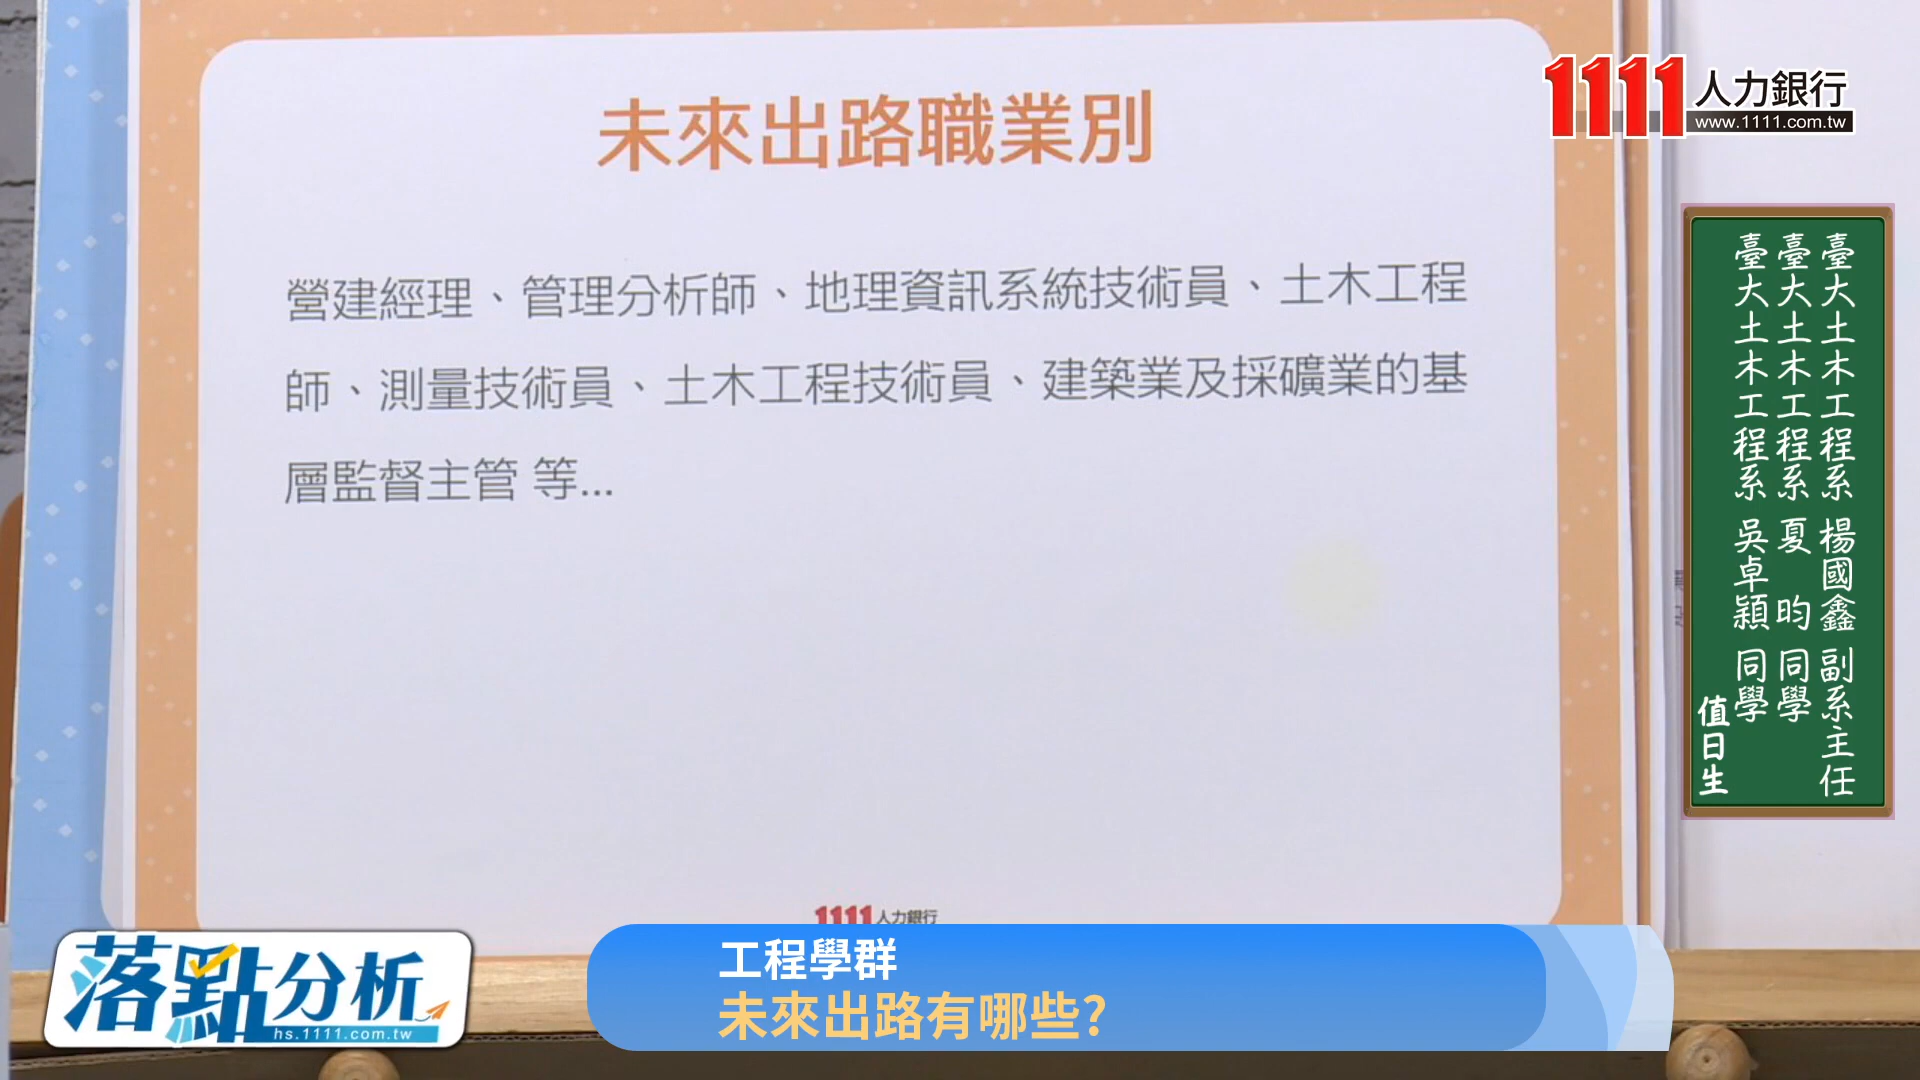 未來出路職業別
營建經理、管理分析師、地理資訊系統技術員、土木工程
師、測量技術員、土木工程技術員、建築業及採礦業的基
層監督主管 等...
1111人力銀行
1111 人力銀行
www.1111.com.tw
臺大土木工程系 楊國鑫 副系主任
臺大土木工程系 夏昀 同學
臺大土木工程系 吳卓穎 同學
值日生
落點分析
hs.1111.com.tw
工程學群
未來出路有哪些?